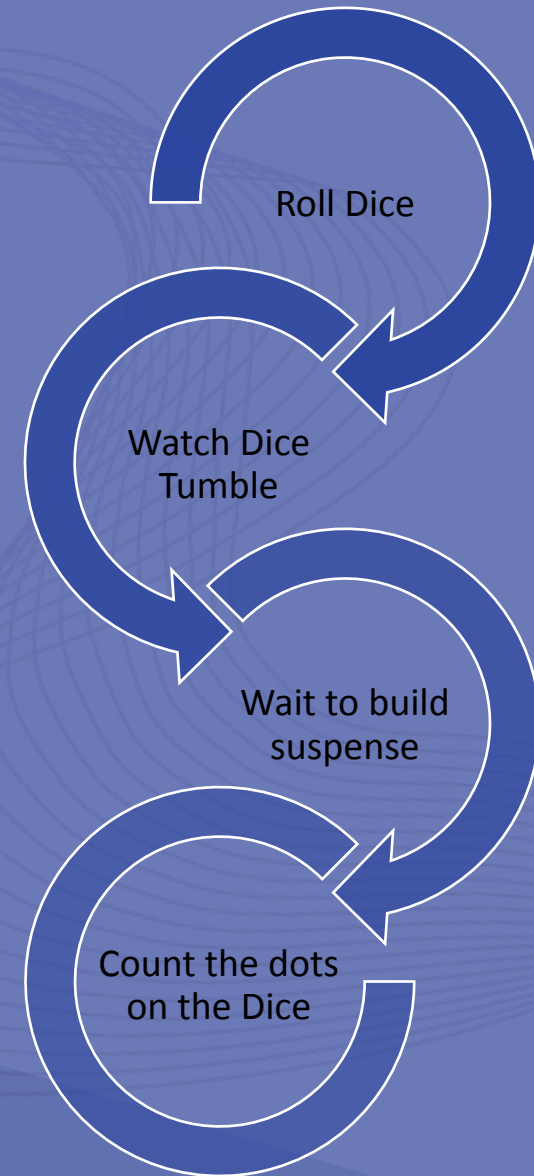 Roll Dice
Watch Dice
Tumble
Wait to build
suspense
Count the dots
on the Dice